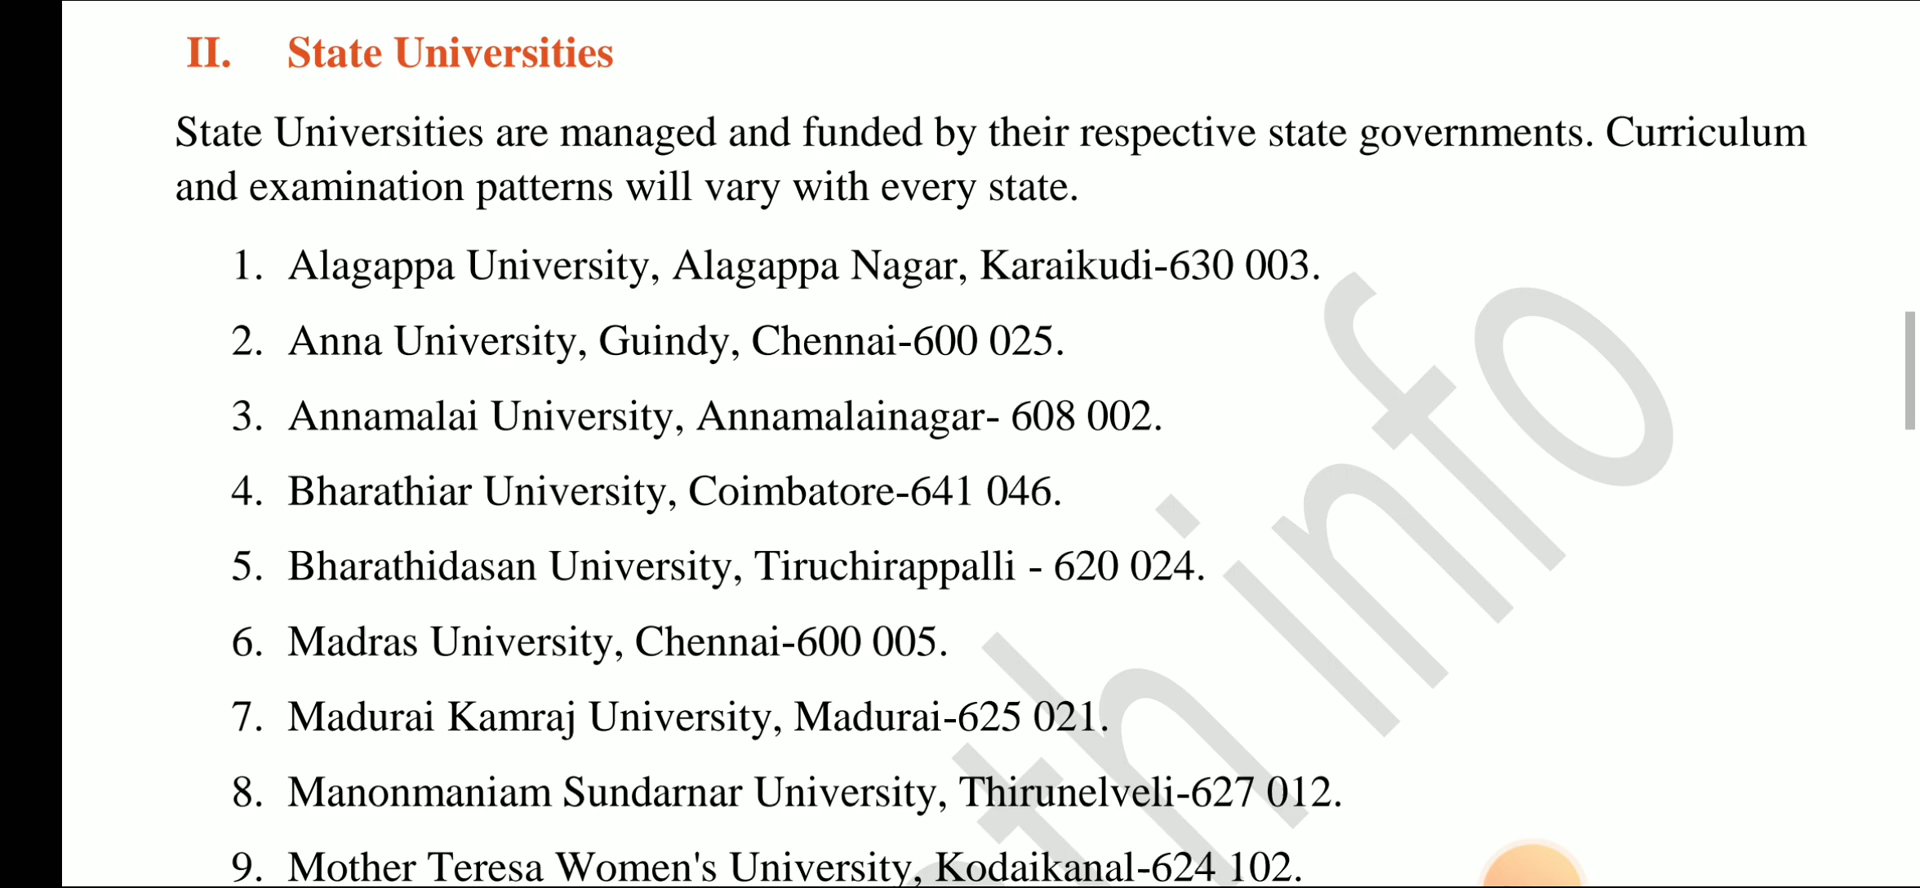 II. State Universities
State Universities are managed and funded by their respective state governments. Curriculum
and examination patterns will vary with every state.
1. Alagappa University, Alagappa Nagar, Karaikudi-630 003.
2. Anna University, Guindy, Chennai-600 025.
3. Annamalai University, Annamalainagar- 608 002.
4. Bharathiar University, Coimbatore-641 046.
5. Bharathidasan University, Tiruchirappalli - 620 024.
6. Madras University, Chennai-600 005.
7. Madurai Kamraj University, Madurai-625 021.
8. Manonmaniam Sundarnar University, Thirunelveli-627 012.
9. Mother Teresa Women's University, Kodaikanal-624 102.
info